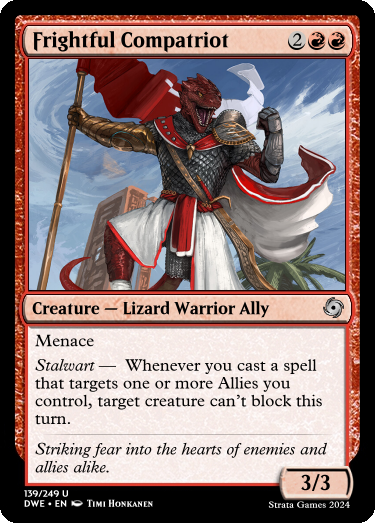 Frightful Compatriot 2
Creature — Lizard Warrior Ally
Menace
Stalwart — Whenever you cast a spell
that targets one or more Allies you
control, target creature can't block this
turn.
Striking fear into the hearts of enemies and
allies alike.
3/3
139/249 U
DWE • EN Timi Honkanen
Strata Games 2024